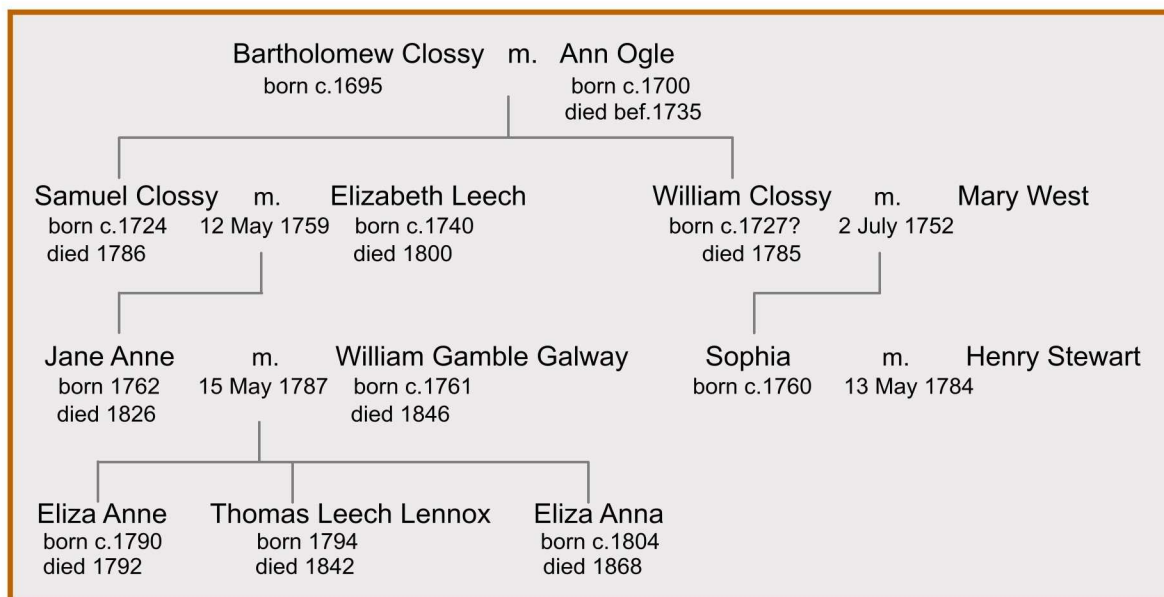 Bartholomew Clossy m. Ann Ogle
born c.1695 born c.1700
died bef.1735
Samuel Clossy m. Elizabeth Leech William Clossy m. Mary West
born c.1724 12 May 1759 born c.1740 born c.1727? 2 July 1752
died 1786 died 1800 died 1785
Jane Anne m. William Gamble Galway Sophia m. Henry Stewart
born 1762 15 May 1787 born c.1761 born c.1760 13 May 1784
died 1826 died 1846
Eliza Anne Thomas Leech Lennox Eliza Anna
born c.1790 born 1794 born c.1804
died 1792 died 1842 died 1868